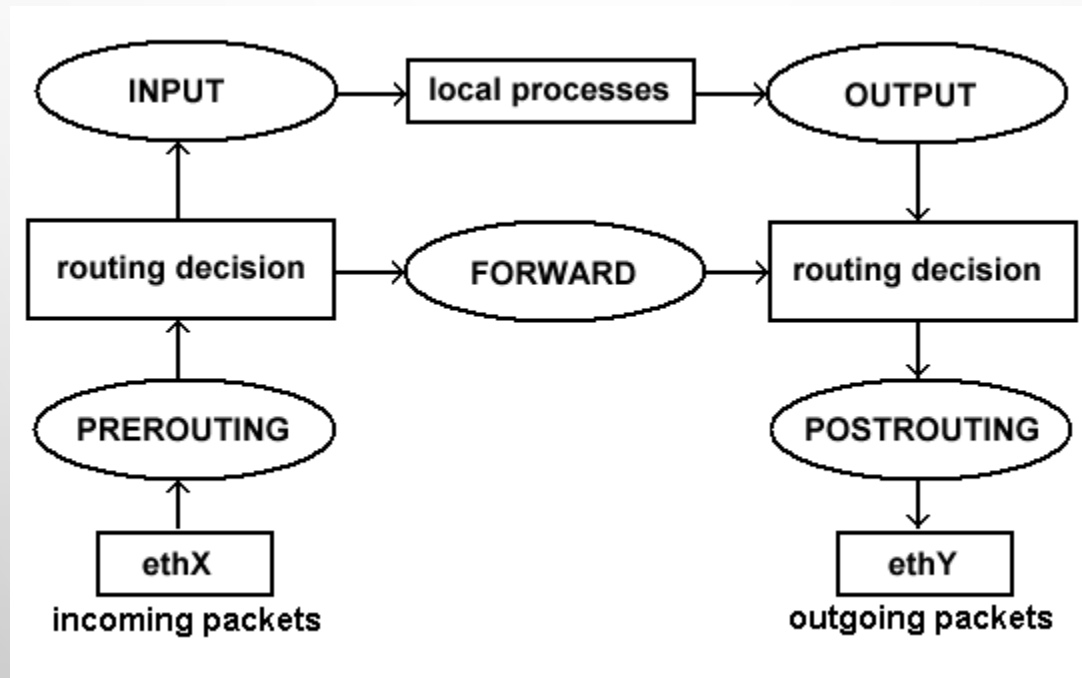 INPUT
local processes
OUTPUT
routing decision
FORWARD
routing decision
PREROUTING
POSTROUTING
ethX
ethY
incoming packets
outgoing packets